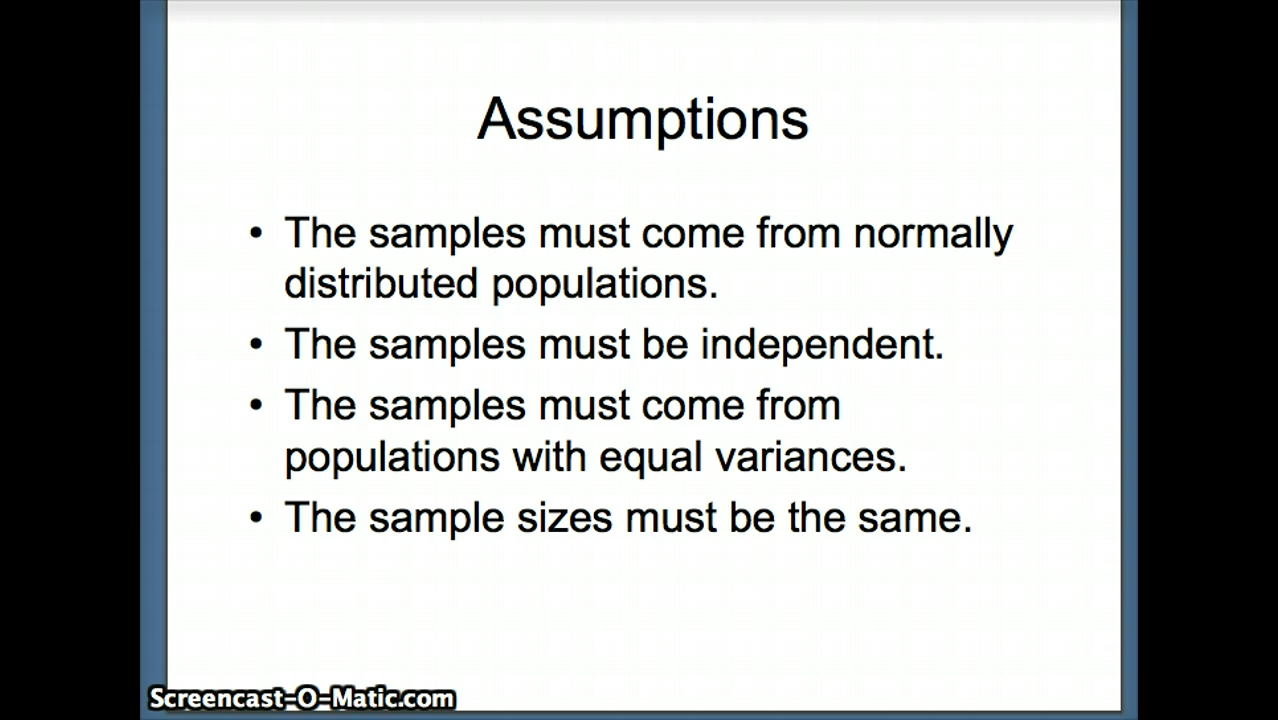 Assumptions
• The samples must come from normally
distributed populations.
• The samples must be independent.
• The samples must come from
populations with equal variances.
• The sample sizes must be the same.
Screencast-O-Matic.com